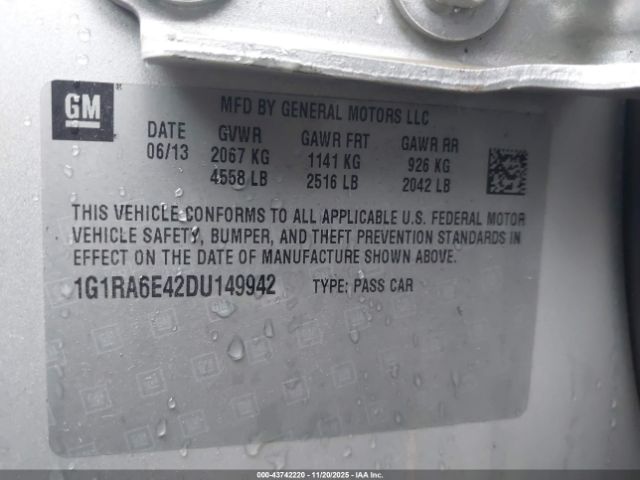 GM
MFD BY GENERAL MOTORS LLC
DATE GVWR GAWR FRT GAWR RR
06/13 2067 KG 1141 KG 926 KG
4558 LB 2516 LB 2042 LB
THIS VEHICLE CONFORMS TO ALL APPLICABLE U.S. FEDERAL MOTOR
VEHICLE SAFETY, BUMPER, AND THEFT PREVENTION STANDARDS IN
EFFECT ON THE DATE OF MANUFACTURE SHOWN ABOVE.
1G1RA6E42DU149942 TYPE: PASS CAR
000-43742220 - 11/20/2025 - IAAI.CA